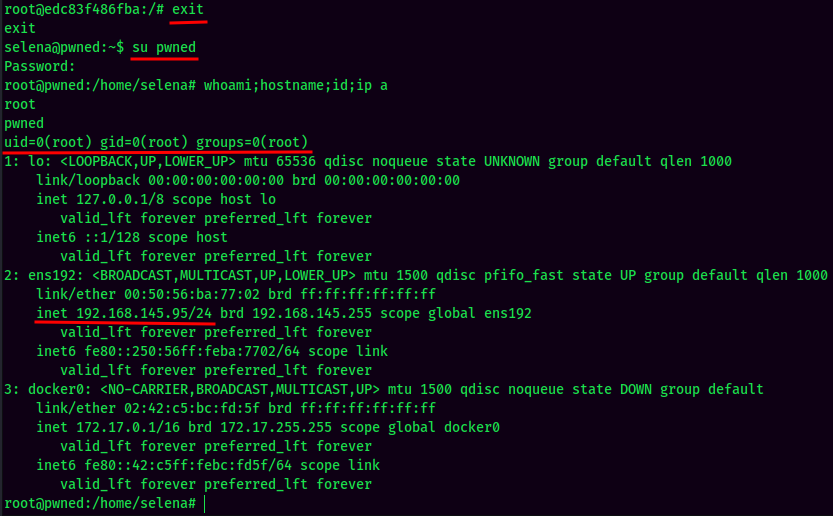 root@edc83f486fba:/# exit
exit
selena@pwned:~$ su pwned
Password:
root@pwned:/home/selena# whoami;hostname;id;ip a
root
pwned
uid=0(root) gid=0(root) groups=0(root)
1: lo: <LOOPBACK,UP,LOWER_UP> mtu 65536 qdisc noqueue state UNKNOWN group default qlen 1000
    link/loopback 00:00:00:00:00:00 brd 00:00:00:00:00:00
    inet 127.0.0.1/8 scope host lo
       valid_lft forever preferred_lft forever
    inet6 ::1/128 scope host
       valid_lft forever preferred_lft forever
2: ens192: <BROADCAST,MULTICAST,UP,LOWER_UP> mtu 1500 qdisc pfifo_fast state UP group default qlen 1000
    link/ether 00:50:56:ba:77:02 brd ff:ff:ff:ff:ff:ff
    inet 192.168.145.95/24 brd 192.168.145.255 scope global ens192
       valid_lft forever preferred_lft forever
    inet6 fe80::250:56ff:feba:7702/64 scope link
       valid_lft forever preferred_lft forever
3: docker0: <NO-CARRIER,BROADCAST,MULTICAST,UP> mtu 1500 qdisc noqueue state DOWN group default
    link/ether 02:42:c5:bc:fd:5f brd ff:ff:ff:ff:ff:ff
    inet 172.17.0.1/16 brd 172.17.255.255 scope global docker0
       valid_lft forever preferred_lft forever
    inet6 fe80::42:c5ff:febc:fd5f/64 scope link
       valid_lft forever preferred_lft forever
root@pwned:/home/selena#